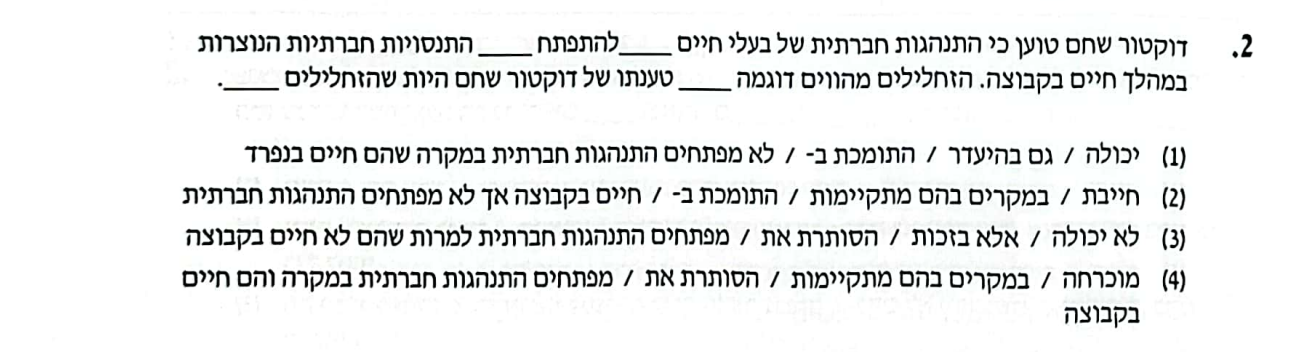 2. דוקטור שחם טוען כי התנהגות חברתית של בעלי חיים ____להתפתח ____ התנסויות חברתיות הנוצרות
במהלך חיים בקבוצה. הזחלילים מהווים דוגמה ____ טענתו של דוקטור שחם היות שהזחלילים ____.
(1) יכולה / גם בהיעדר / התומכת ב- / לא מפתחים התנהגות חברתית במקרה שהם חיים בנפרד
(2) חייבת / במקרים בהם מתקיימות / התומכת ב- / חיים בקבוצה אך לא מפתחים התנהגות חברתית
(3) לא יכולה / אלא בזכות / הסותרת את / מפתחים התנהגות חברתית למרות שהם לא חיים בקבוצה
(4) מוכרחה / במקרים בהם מתקיימות / הסותרת את / מפתחים התנהגות חברתית במקרה והם חיים
בקבוצה